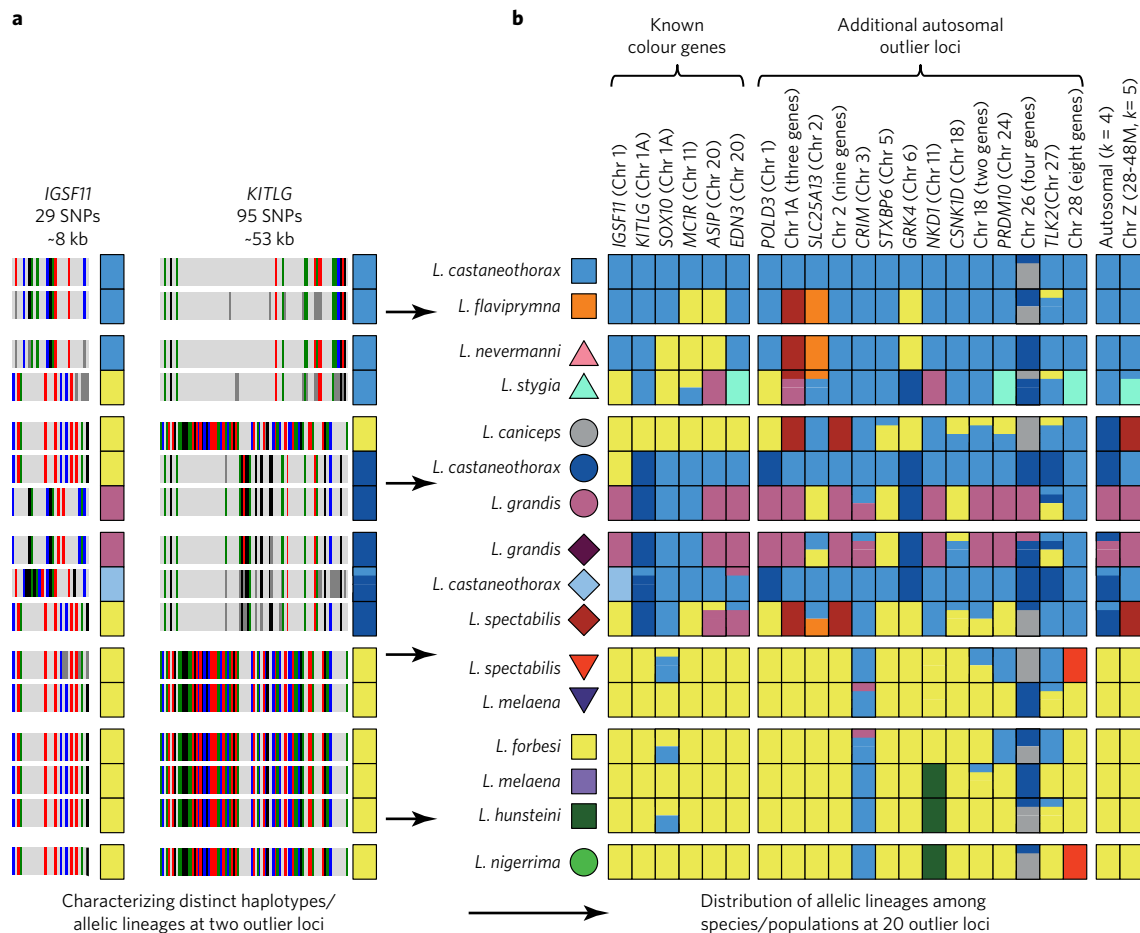 a
b
Known
colour genes
Additional autosomal
outlier loci
IGSF11
29 SNPs
~8 kb
KITLG
95 SNPs
~53 kb
IGSF11 (Chr 1)
KITLG (Chr 1A)
SOX10 (Chr 1A)
MC1R (Chr 11)
ASIP (Chr 20)
EDN3 (Chr 20)
POLD3 (Chr 1)
Chr 1A (three genes)
SLC25A13 (Chr 2)
Chr 2 (nine genes)
CRIM (Chr 3)
STXBP6 (Chr 5)
GRK4 (Chr 6)
NKD1 (Chr 11)
CSNK1D (Chr 18)
Chr 18 (two genes)
PRDM10 (Chr 24)
Chr 26 (four genes)
TLK2(Chr 27)
Chr 28 (eight genes)
Autosomal (k = 4)
Chr Z (28-48M, k= 5)
L. castaneothorax
L. flaviprymna
L. nevermanni
L. stygia
L. caniceps
L. castaneothorax
L. grandis
L. grandis
L. castaneothorax
L. spectabilis
L. spectabilis
L. melaena
L. forbesi
L. melaena
L. hunsteini
L. nigerrima
Characterizing distinct haplotypes/
allelic lineages at two outlier loci
Distribution of allelic lineages among
species/populations at 20 outlier loci